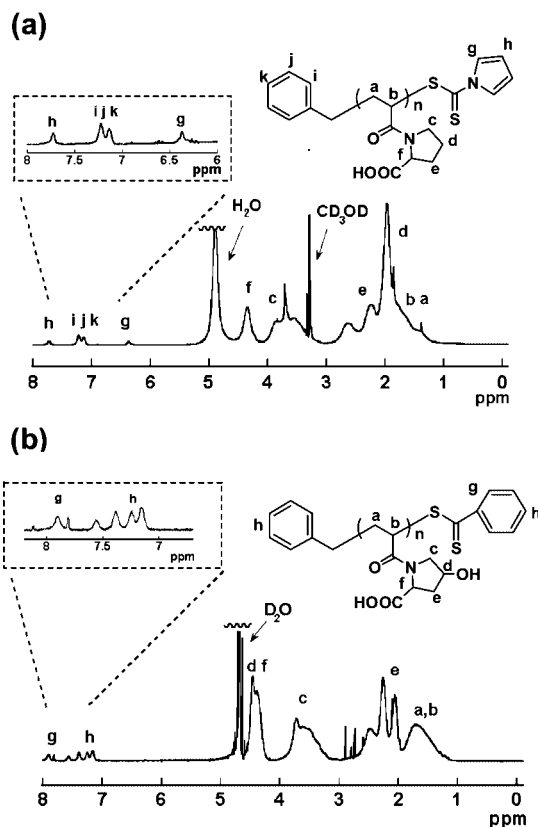 (a)
g h
j
k i
a b
S N
n
S
O N c d
HOOC f e
h i j k g
8 7.5 7 6.5 6
ppm
H₂O CD₃OD d
f c e b a
h i j k g
8 7 6 5 4 3 2 1 0
ppm
(b)
g h
8 7.5 7 ppm
g
h a b S h
n
S
O N c d OH
HOOC f e
D₂O
d f c e a,b
g h
8 7 6 5 4 3 2 1 0
ppm